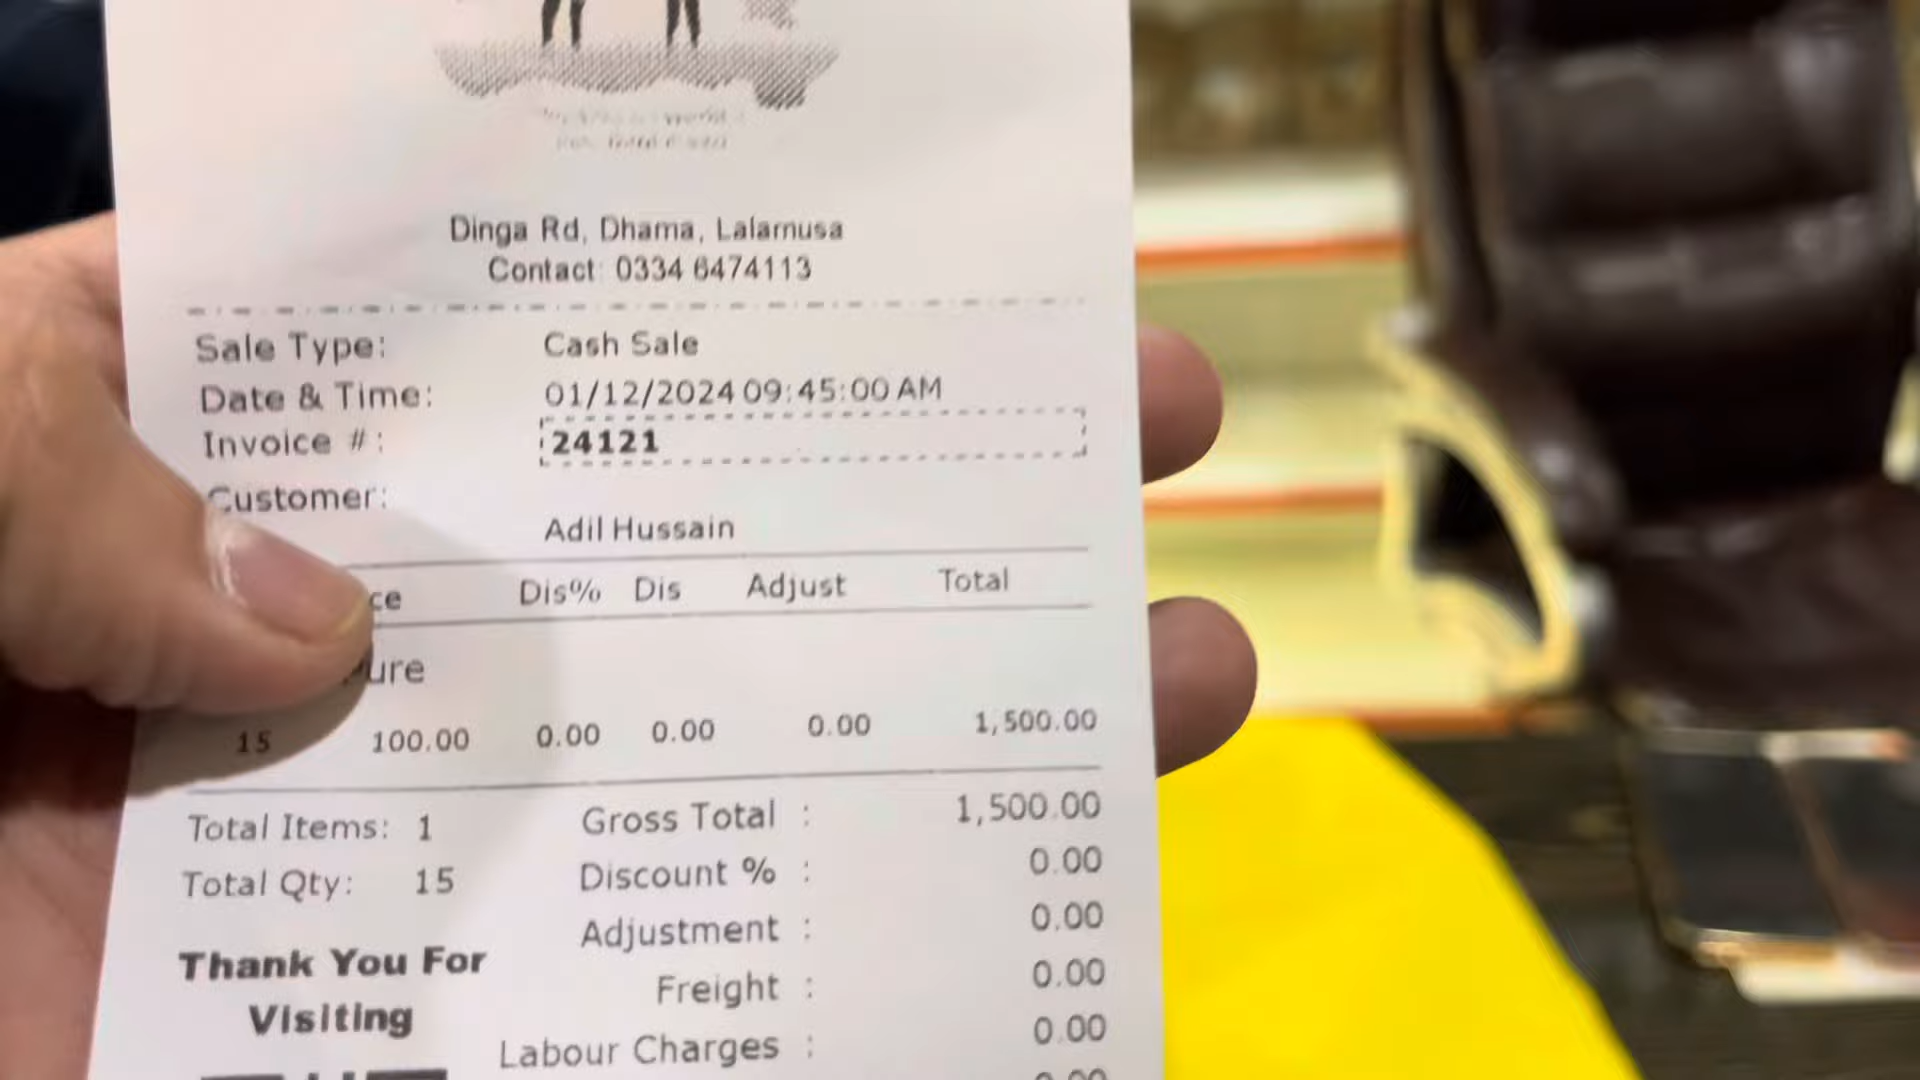 Dinga Rd, Dhama, Lalamusa
Contact: 0334 6474113
Sale Type: Cash Sale
Date & Time: 01/12/2024 09:45:00 AM
Invoice #: 24121
Customer:
Adil Hussain
ce Dis% Dis Adjust Total
ure
15 100.00 0.00 0.00 0.00 1,500.00
Total Items: 1 Gross Total : 1,500.00
Total Qty: 15 Discount % : 0.00
Adjustment : 0.00
Thank You For
Freight : 0.00
Visiting
Labour Charges : 0.00
0.00